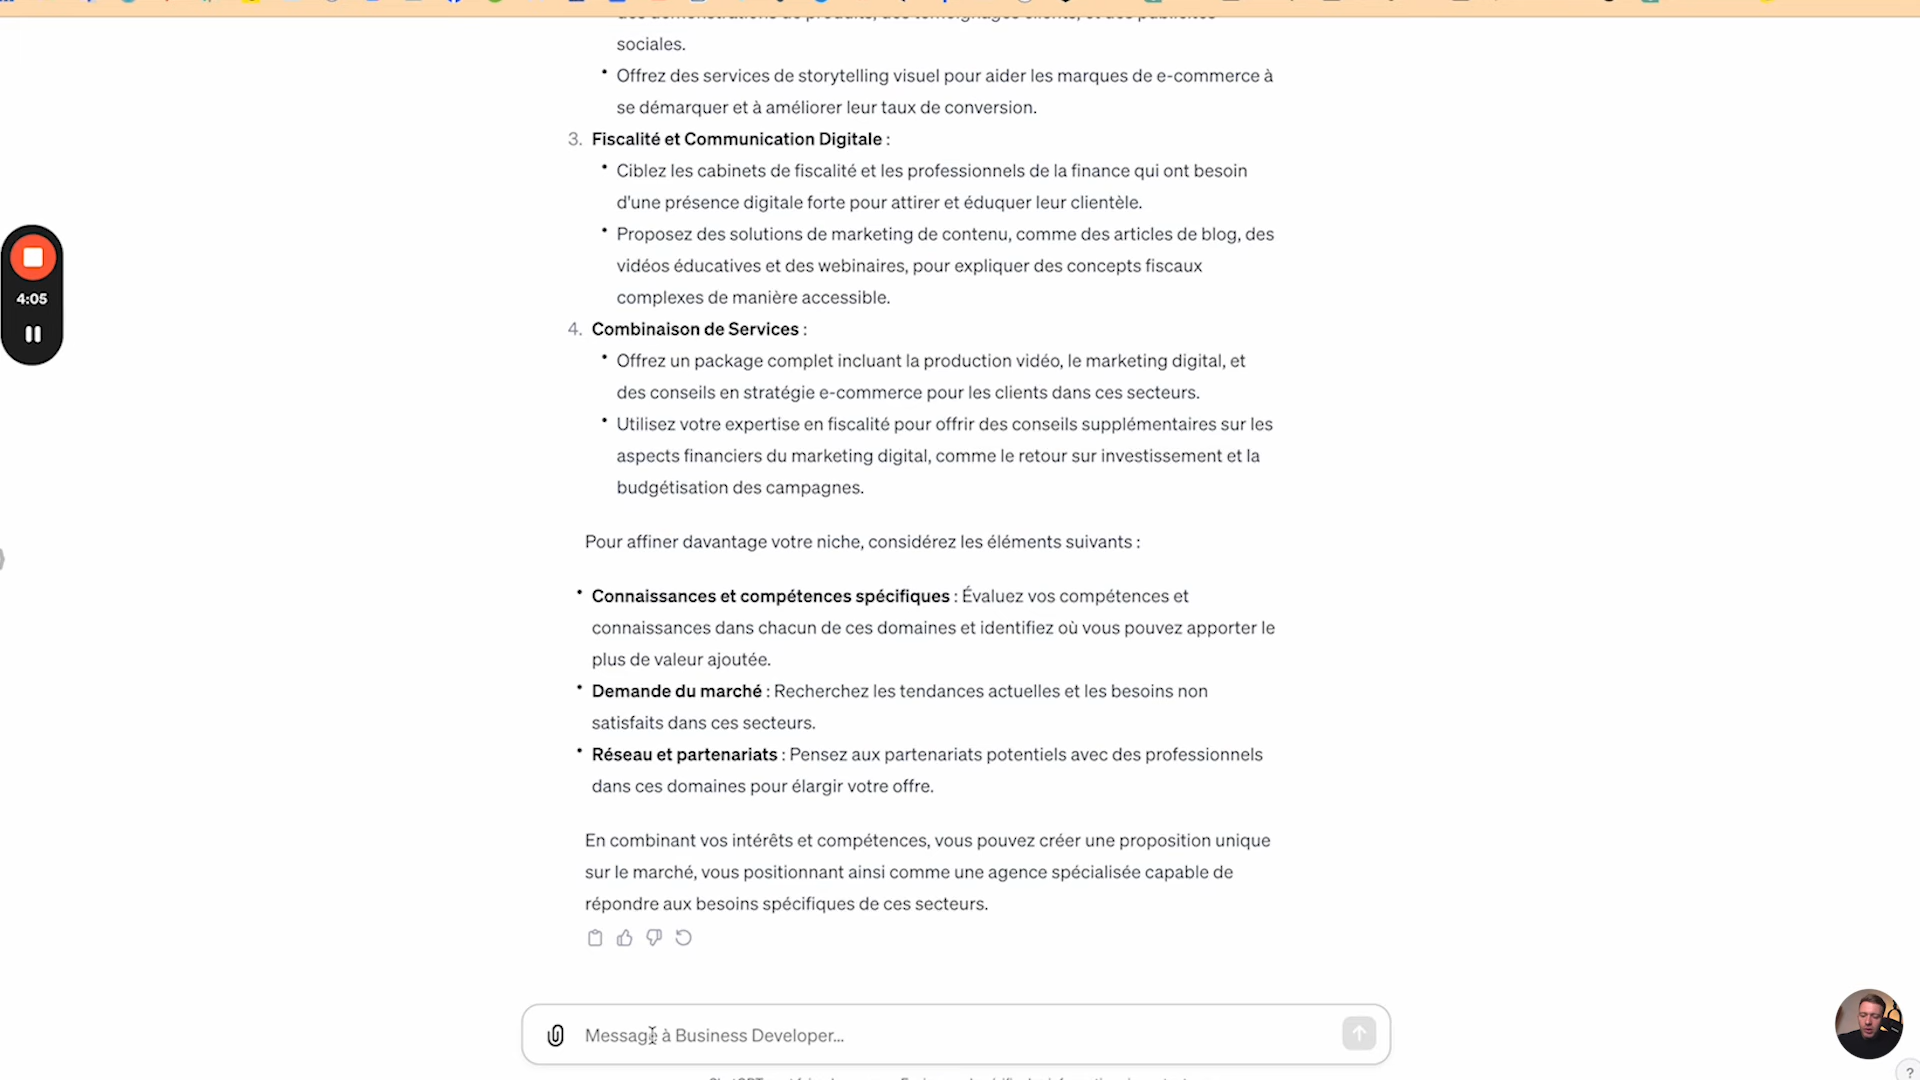 des démonstrations de produits, des témoignages clients, et des publicités
sociales.
• Offrez des services de storytelling visuel pour aider les marques de e-commerce à
se démarquer et à améliorer leur taux de conversion.
3. Fiscalité et Communication Digitale :
• Ciblez les cabinets de fiscalité et les professionnels de la finance qui ont besoin
d'une présence digitale forte pour attirer et éduquer leur clientèle.
• Proposez des solutions de marketing de contenu, comme des articles de blog, des
vidéos éducatives et des webinaires, pour expliquer des concepts fiscaux
complexes de manière accessible.
4. Combinaison de Services :
• Offrez un package complet incluant la production vidéo, le marketing digital, et
des conseils en stratégie e-commerce pour les clients dans ces secteurs.
• Utilisez votre expertise en fiscalité pour offrir des conseils supplémentaires sur les
aspects financiers du marketing digital, comme le retour sur investissement et la
budgétisation des campagnes.
Pour affiner davantage votre niche, considérez les éléments suivants :
• Connaissances et compétences spécifiques : Évaluez vos compétences et
connaissances dans chacun de ces domaines et identifiez où vous pouvez apporter le
plus de valeur ajoutée.
• Demande du marché : Recherchez les tendances actuelles et les besoins non
satisfaits dans ces secteurs.
• Réseau et partenariats : Pensez aux partenariats potentiels avec des professionnels
dans ces domaines pour élargir votre offre.
En combinant vos intérêts et compétences, vous pouvez créer une proposition unique
sur le marché, vous positionnant ainsi comme une agence spécialisée capable de
répondre aux besoins spécifiques de ces secteurs.
4:05
Message à Business Developer...
?